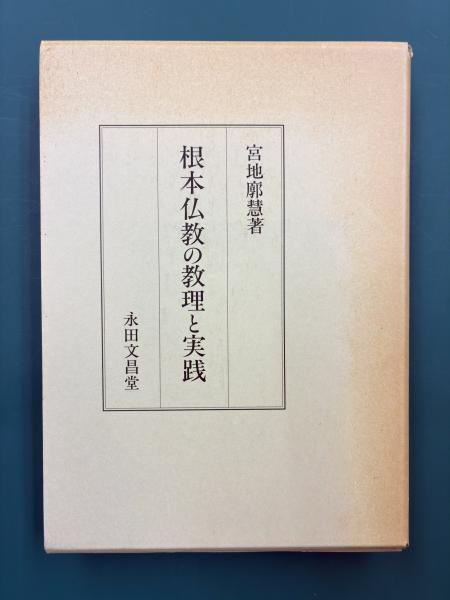 宮地廓慧著
根本仏教の教理と実践
永田文昌堂